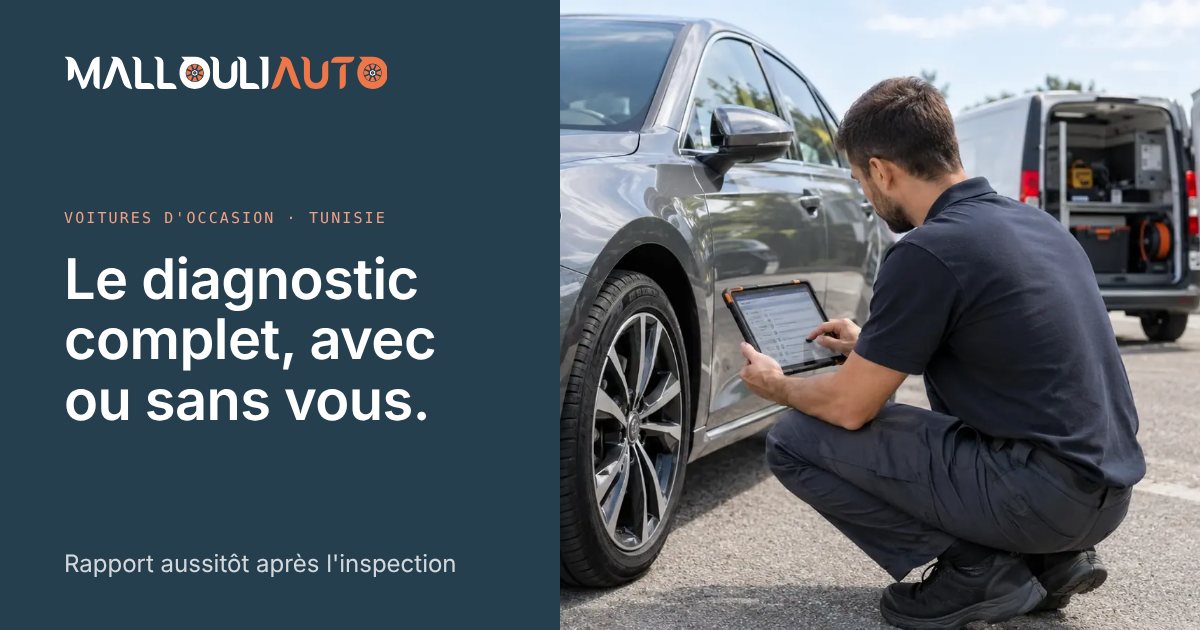 MALLOULIAUTO
VOITURES D'OCCASION · TUNISIE
Le diagnostic
complet, avec
ou sans vous.
Rapport aussitôt après l'inspection